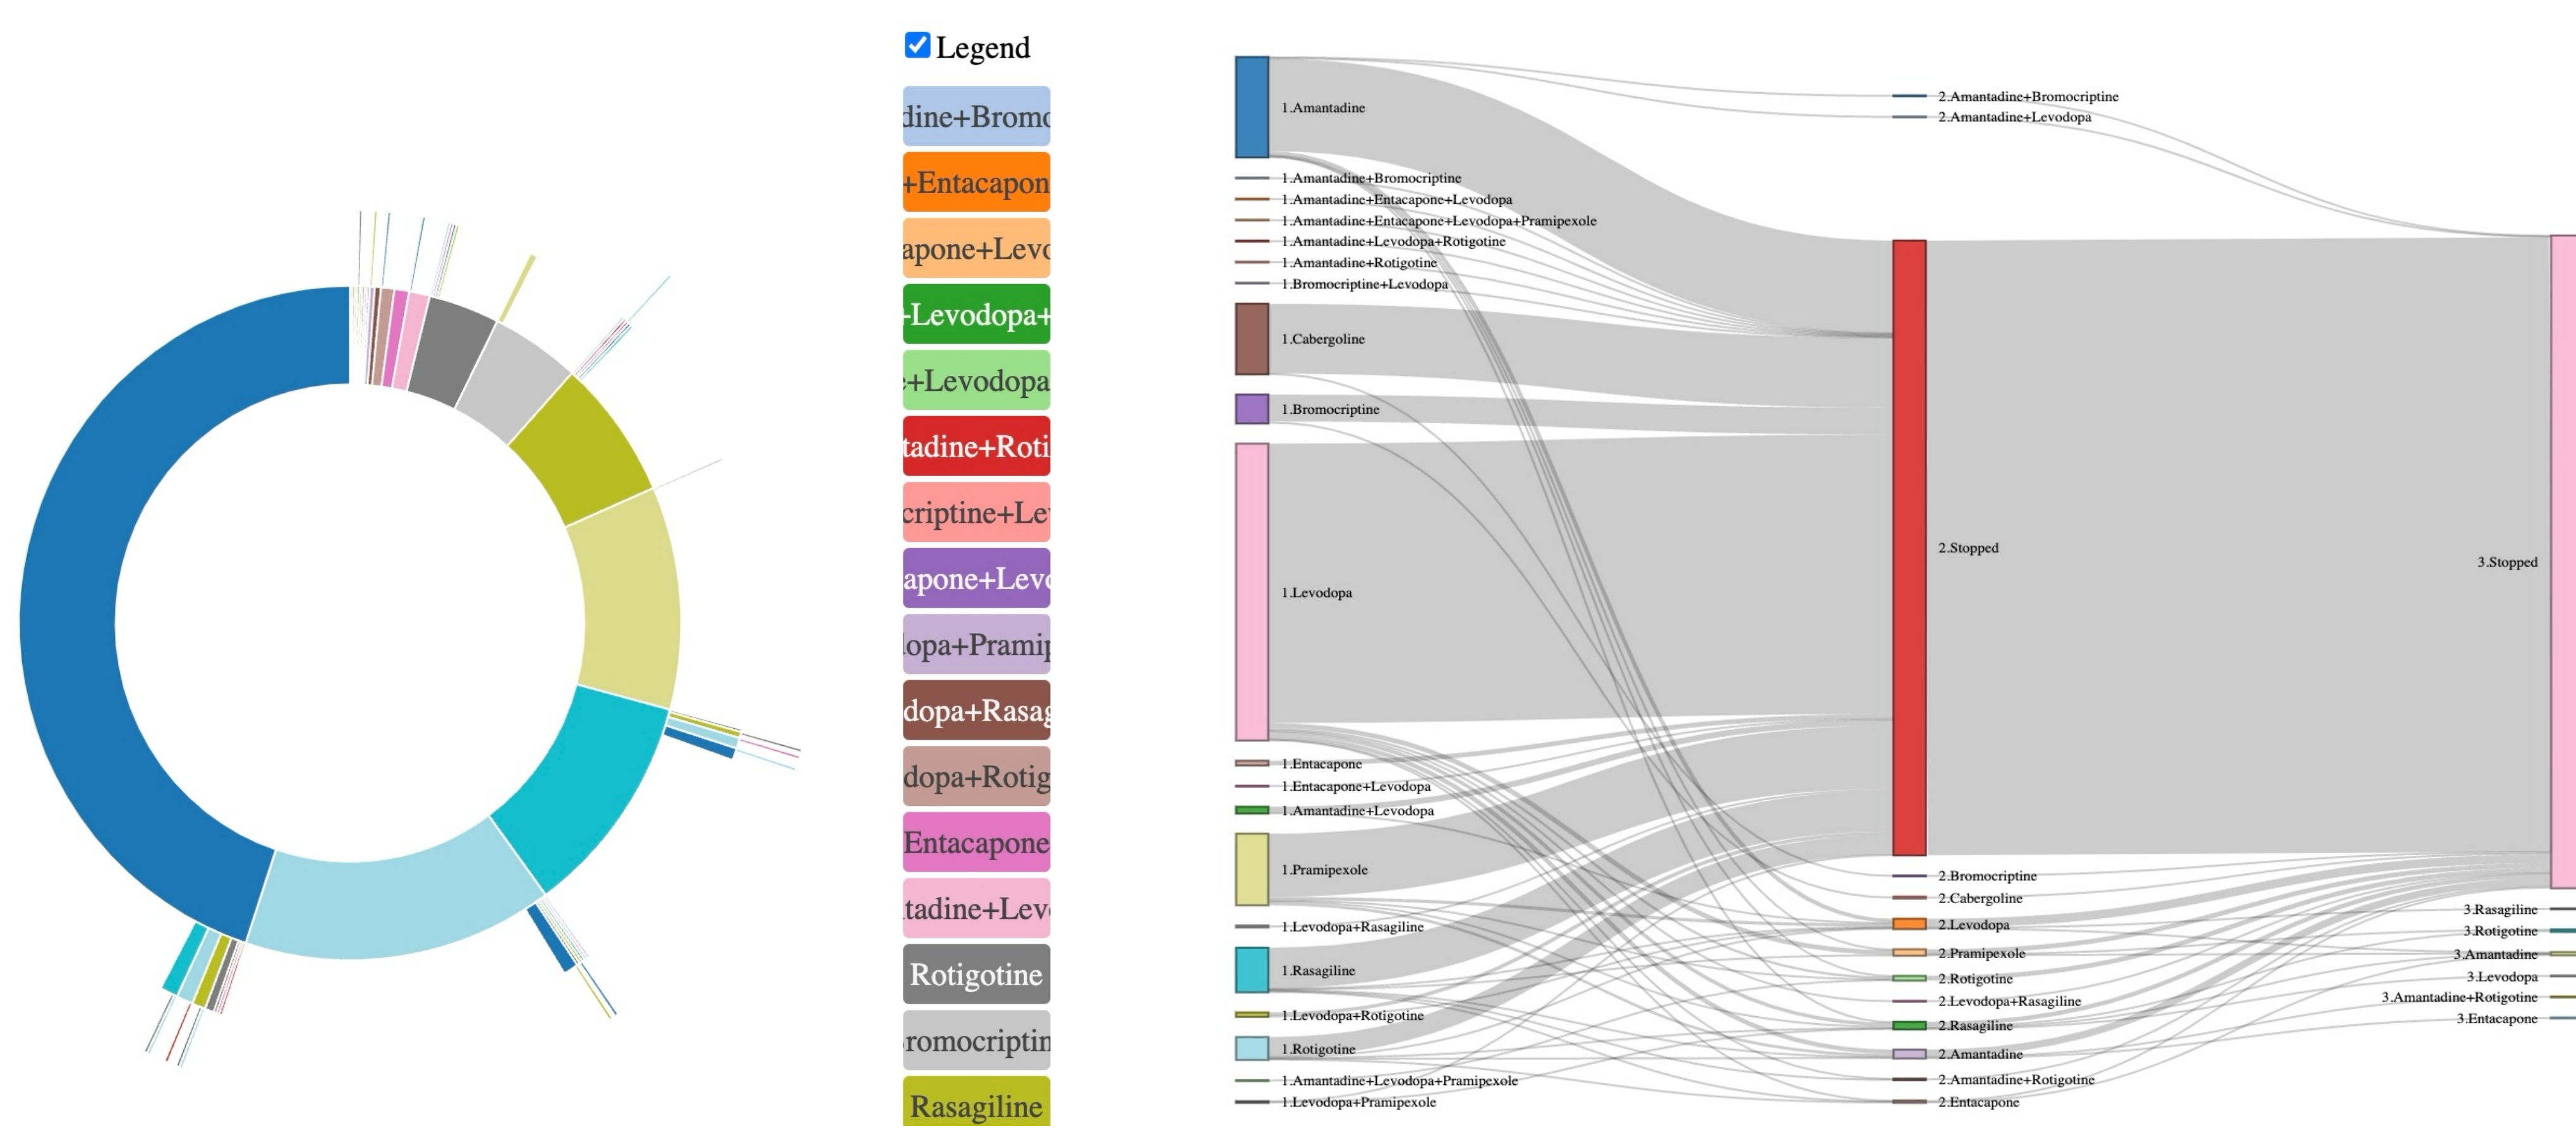 Legend
dine+Bromo
+Entacapon
apone+Levo
-Levodopa+
e+Levodopa
tadine+Roti
criptine+Lev
apone+Levo
lopa+Pramip
dopa+Rasag
dopa+Rotig
Entacapone
tadine+Levo
Rotigotine
romocriptin
Rasagiline
1.Amantadine
1.Amantadine+Bromocriptine
1.Amantadine+Entacapone+Levodopa
1.Amantadine+Entacapone+Levodopa+Pramipexole
1.Amantadine+Levodopa+Rotigotine
1.Amantadine+Rotigotine
1.Bromocriptine+Levodopa
1.Cabergoline
1.Bromocriptine
1.Levodopa
1.Entacapone
1.Entacapone+Levodopa
1.Amantadine+Levodopa
1.Pramipexole
1.Levodopa+Rasagiline
1.Rasagiline
1.Levodopa+Rotigotine
1.Rotigotine
1.Amantadine+Levodopa+Pramipexole
1.Levodopa+Pramipexole
2.Amantadine+Bromocriptine
2.Amantadine+Levodopa
2.Stopped
2.Bromocriptine
2.Cabergoline
2.Levodopa
2.Pramipexole
2.Rotigotine
2.Levodopa+Rasagiline
2.Rasagiline
2.Amantadine
2.Amantadine+Rotigotine
2.Entacapone
3.Stopped
3.Rasagiline
3.Rotigotine
3.Amantadine
3.Levodopa
3.Amantadine+Rotigotine
3.Entacapone